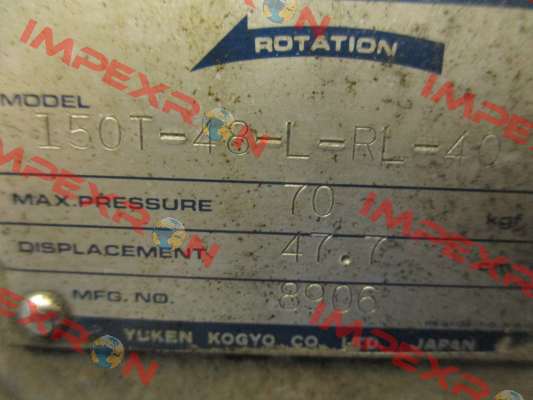 ROTATION
MODEL 150T-48-L-RL-40
MAX.PRESSURE 70 kgf
DISPLACEMENT 47.7
MFG. NO. 8906
YUKEN KOGYO CO., LTD. JAPAN
IMPEXRON
IMPEXRON
IMPEXRON
IMPEXRON